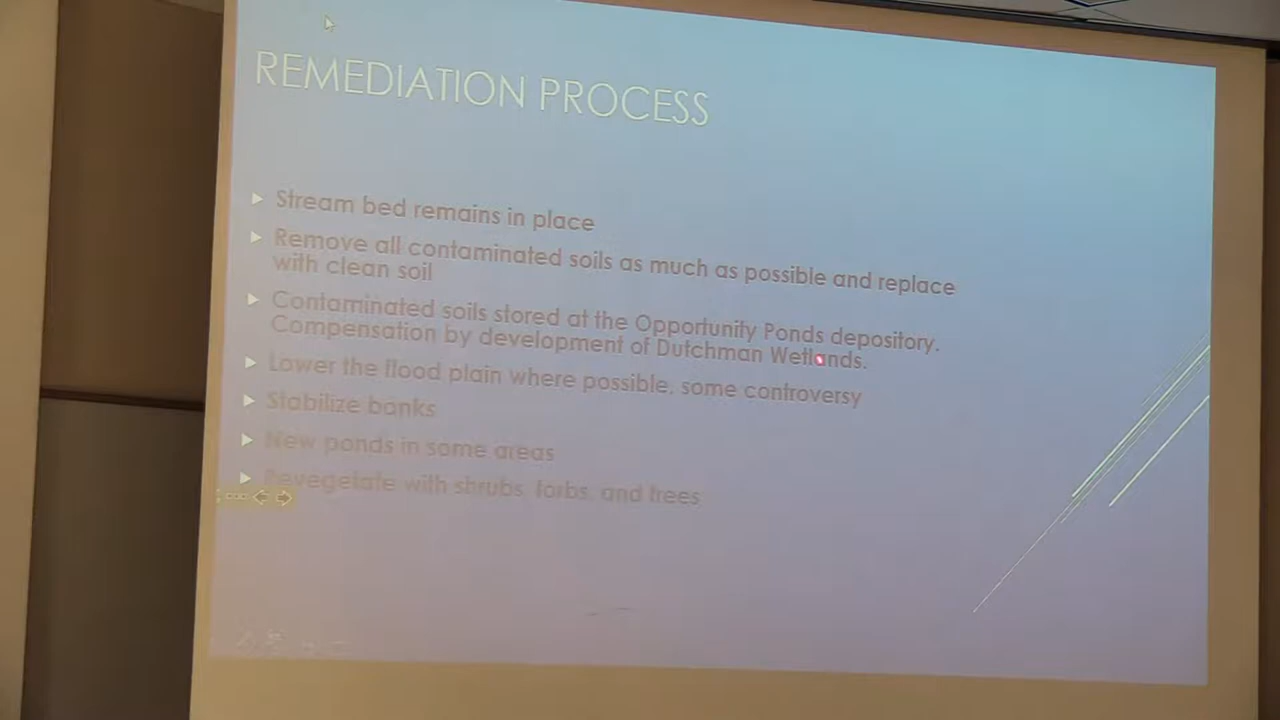 REMEDIATION PROCESS
Stream bed remains in place
Remove all contaminated soils as much as possible and replace
with clean soil
Contaminated soils stored at the Opportunity Ponds depository.
Compensation by development of Dutchman Wetlands.
Lower the flood plain where possible, some controversy
Stabilize banks
New ponds in some areas
Revegetate with shrubs, forbs, and trees